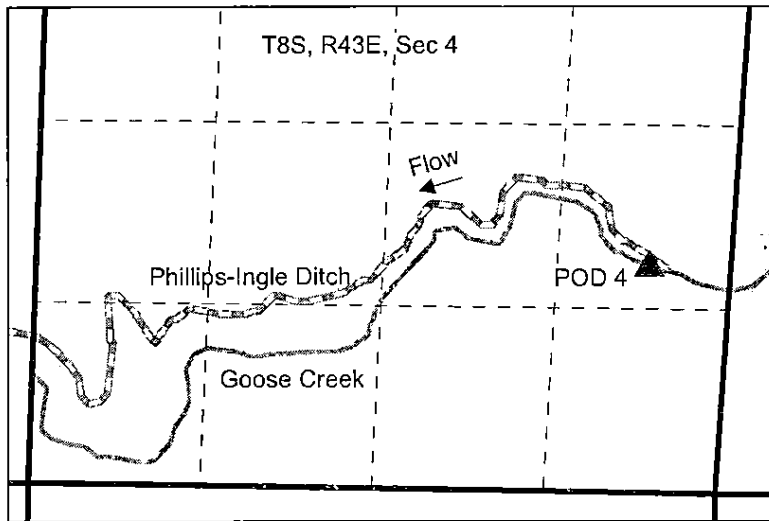 T8S, R43E, Sec 4
Flow
Phillips-Ingle Ditch
POD 4
Goose Creek